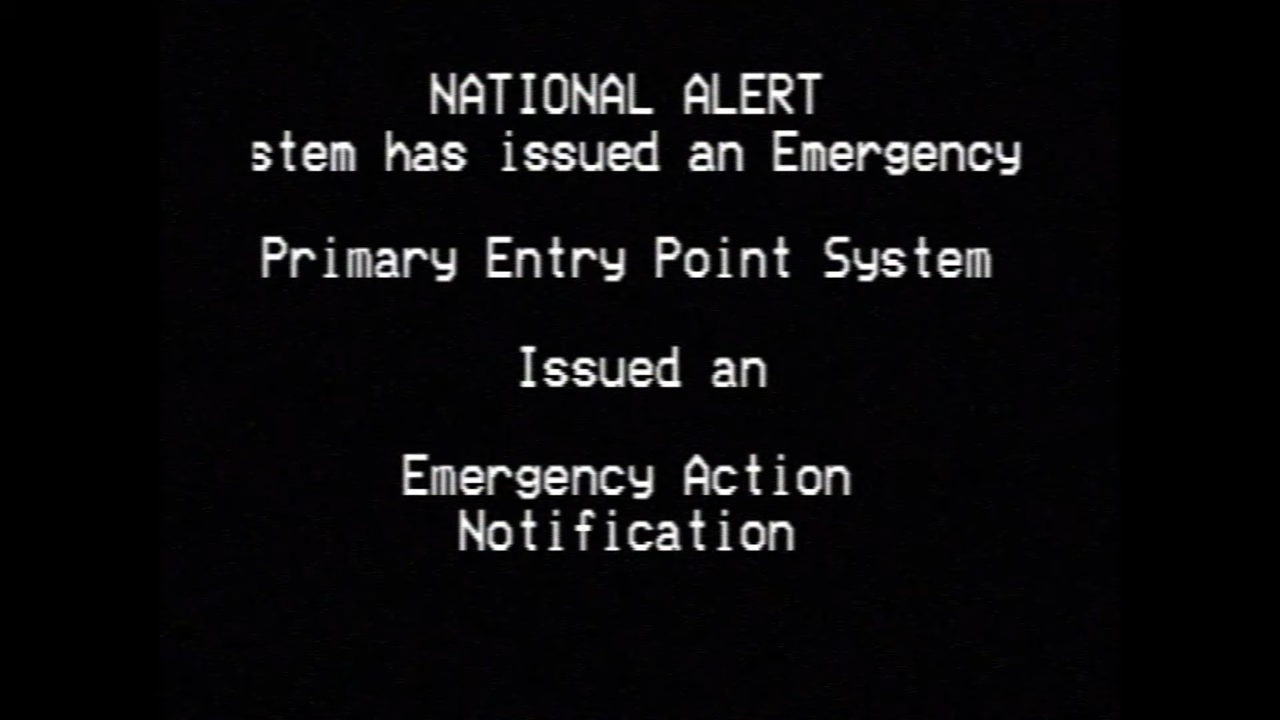 NATIONAL ALERT
stem has issued an Emergency
Primary Entry Point System
Issued an
Emergency Action
Notification